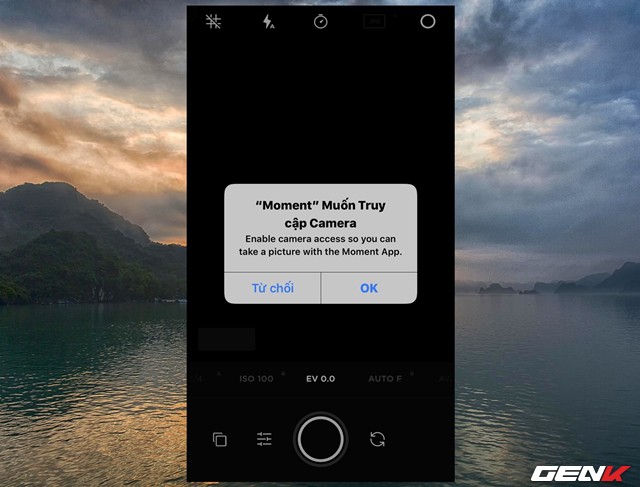 “Moment” Muốn Truy
cập Camera
Enable camera access so you can
take a picture with the Moment App.
Từ chối OK
ISO 100 EV 0.0 AUTO F
GENK